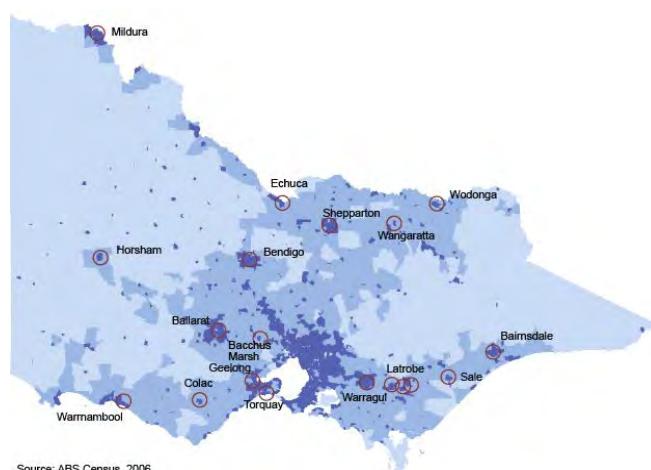 Mildura
Echuca
Wodonga
Shepparton
Wangaratta
Horsham
Bendigo
Ballarat
Bacchus
Marsh
Bairnsdale
Geelong
Latrobe
Sale
Colac
Torquay
Warragul
Warrnambool
Source: ABS Census, 2006